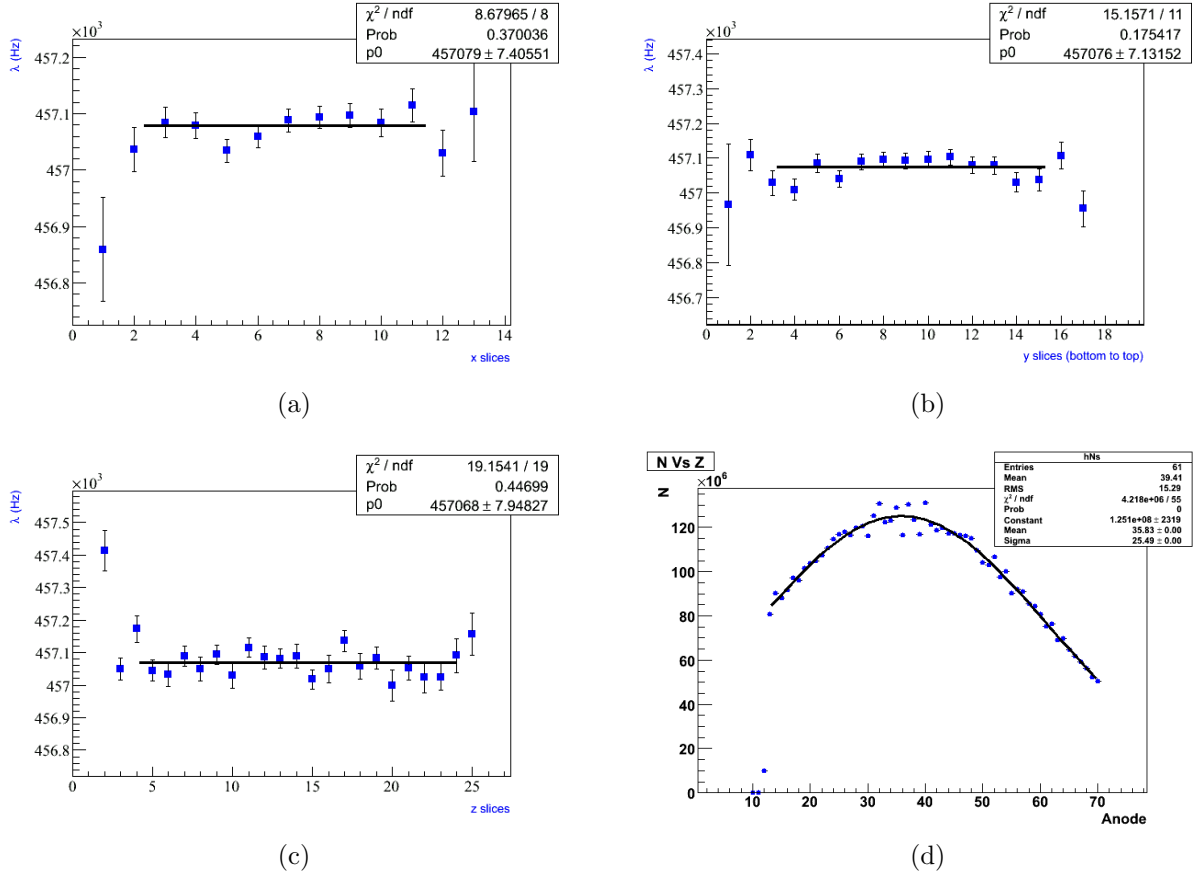 χ² / ndf 8.67965 / 8
Prob 0.370036
p0 457079 ± 7.40551
×10³
λ (Hz)
457.2
457.1
457
456.9
456.8
0 2 4 6 8 10 12 14
x slices
(a)
χ² / ndf 15.1571 / 11
Prob 0.175417
p0 457076 ± 7.13152
×10³
λ (Hz)
457.4
457.3
457.2
457.1
457
456.9
456.8
456.7
0 2 4 6 8 10 12 14 16 18
y slices (bottom to top)
(b)
χ² / ndf 19.1541 / 19
Prob 0.44699
p0 457068 ± 7.94827
×10³
λ (Hz)
457.5
457.4
457.3
457.2
457.1
457
456.9
456.8
0 5 10 15 20 25
z slices
(c)
N Vs Z
hNs
Entries 61
Mean 39.41
RMS 15.29
χ² / ndf 4.218e+06 / 55
Prob 0
Constant 1.251e+08 ± 2319
Mean 35.83 ± 0.00
Sigma 25.49 ± 0.00
×10⁶
N
120
100
80
60
40
20
0
10 20 30 40 50 60 70
Anode
(d)